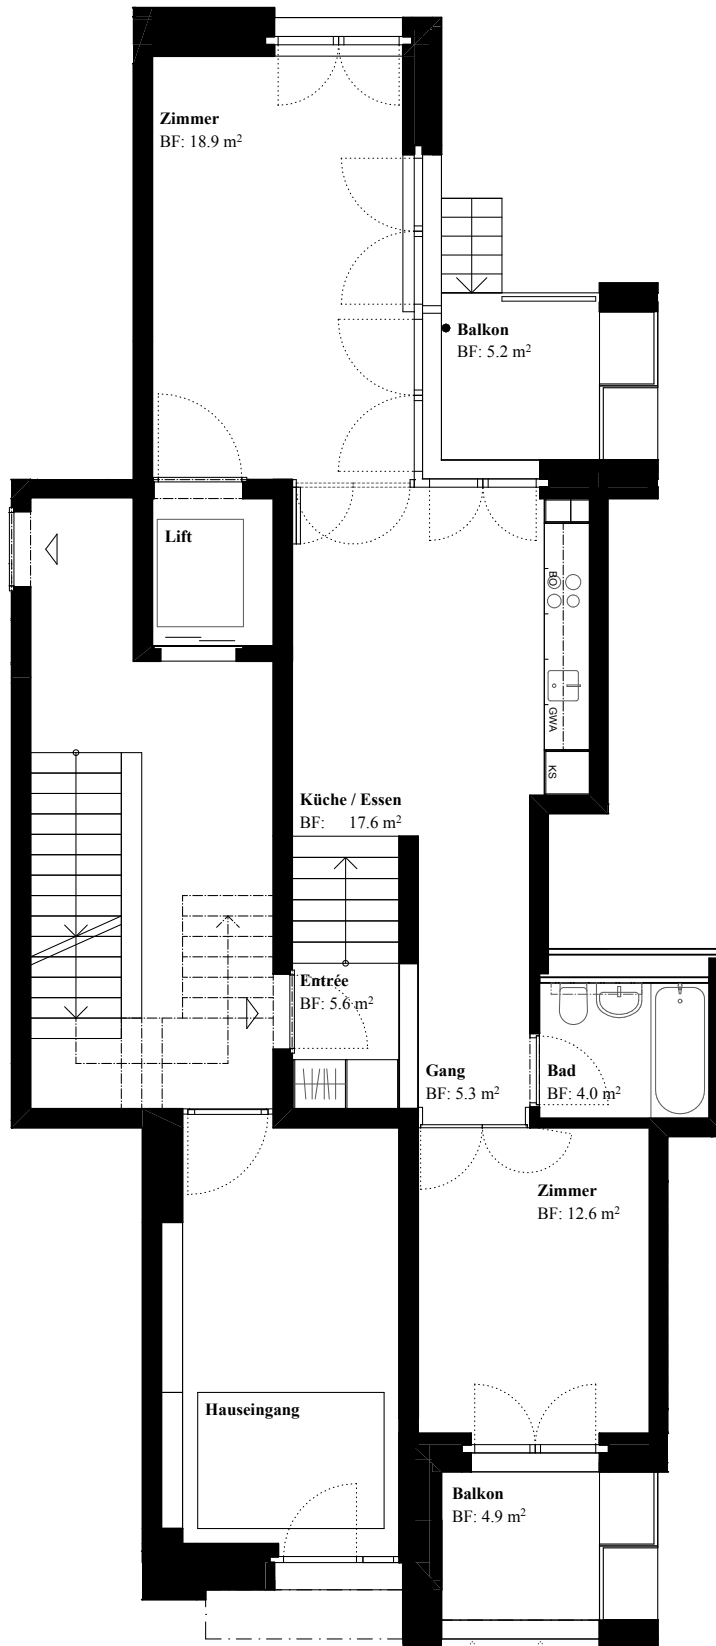 Zimmer
BF: 18.9 m²
Balkon
BF: 5.2 m²
Lift
BO
GWA
KS
Küche / Essen
BF: 17.6 m²
Entrée
BF: 5.6 m²
Gang
BF: 5.3 m²
Bad
BF: 4.0 m²
Zimmer
BF: 12.6 m²
Hauseingang
Balkon
BF: 4.9 m²